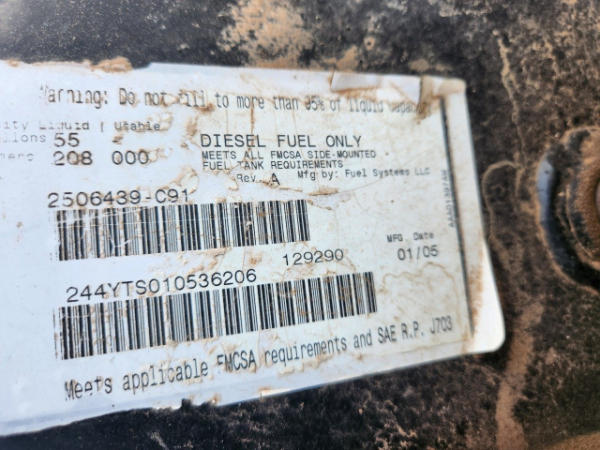 Warning: Do not fill to more than 95% of liquid capacity
ity Liquid / Usable
llons 55
208 000
DIESEL FUEL ONLY
MEETS ALL FMCSA SIDE-MOUNTED
FUEL TANK REQUIREMENTS
Rev. A Mfg by: Fuel Systems LLC
2506439-C91
129290
MFG. Date
01/05
244YTS010536206
Meets applicable FMCSA requirements and SAE R.P. J703